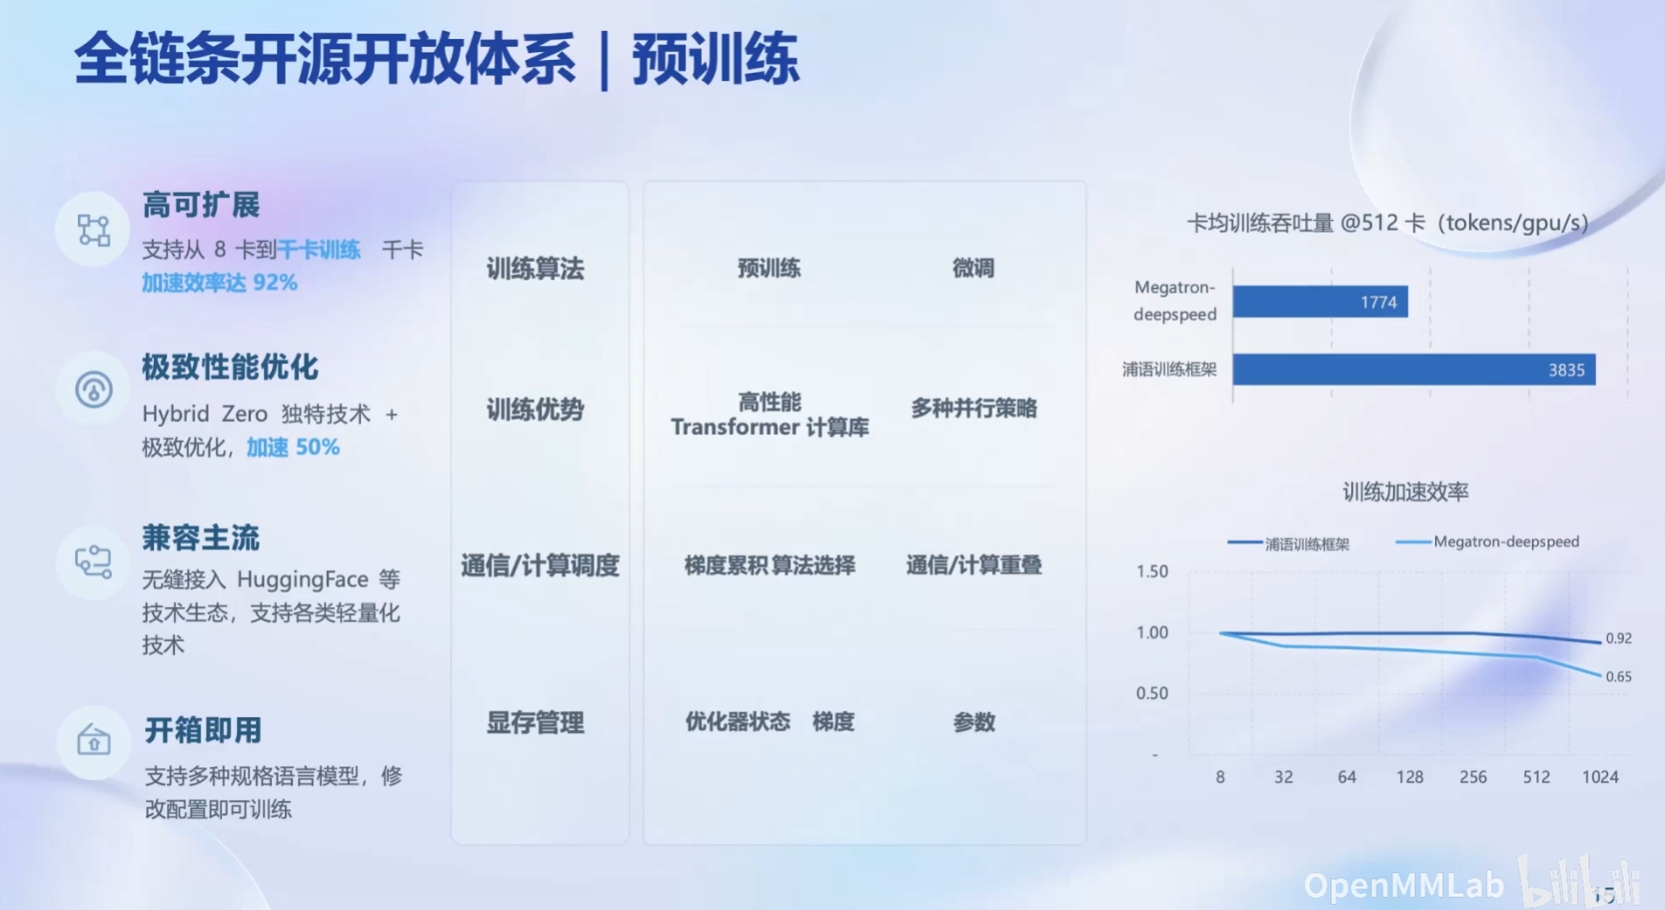 全链条开源开放体系｜预训练
高可扩展
支持从 8 卡到千卡训练 千卡
加速效率达 92%
极致性能优化
Hybrid Zero 独特技术 +
极致优化，加速 50%
兼容主流
无缝接入 HuggingFace 等
技术生态，支持各类轻量化
技术
开箱即用
支持多种规格语言模型，修
改配置即可训练
训练算法
预训练 微调
训练优势
高性能
Transformer 计算库
多种并行策略
通信/计算调度
梯度累积 算法选择 通信/计算重叠
显存管理
优化器状态 梯度 参数
卡均训练吞吐量 @512 卡（tokens/gpu/s）
Megatron-
deepspeed
1774
浦语训练框架
3835
训练加速效率
浦语训练框架 Megatron-deepspeed
1.50
1.00
0.50
-
0.92
0.65
8 32 64 128 256 512 1024
OpenMMLab bilibili
15